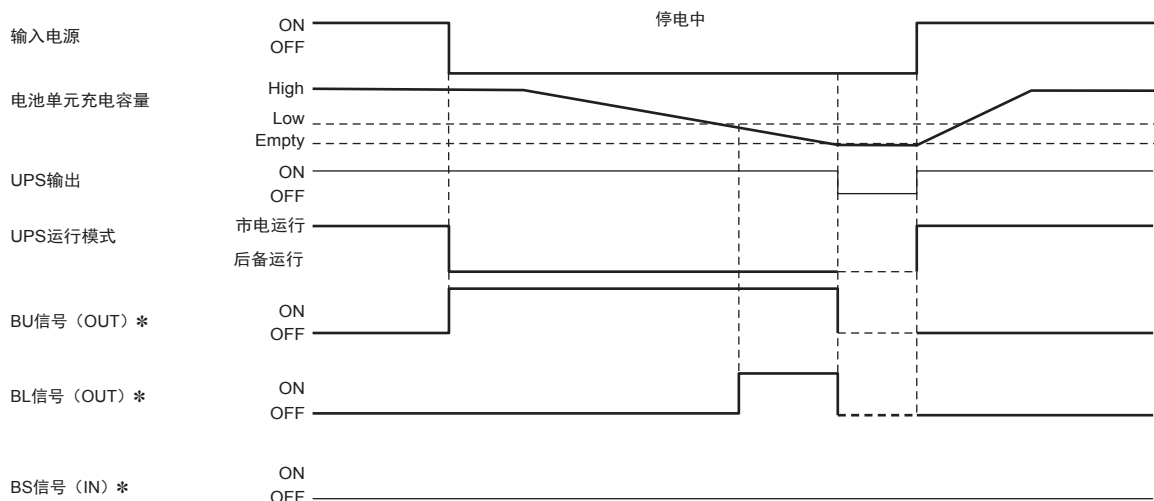 停电中
输入电源 ON
OFF
电池单元充电容量 High
Low
Empty
UPS输出 ON
OFF
UPS运行模式 市电运行
后备运行
BU信号（OUT）✽ ON
OFF
BL信号（OUT）✽ ON
OFF
BS信号（IN）✽ ON
OFF